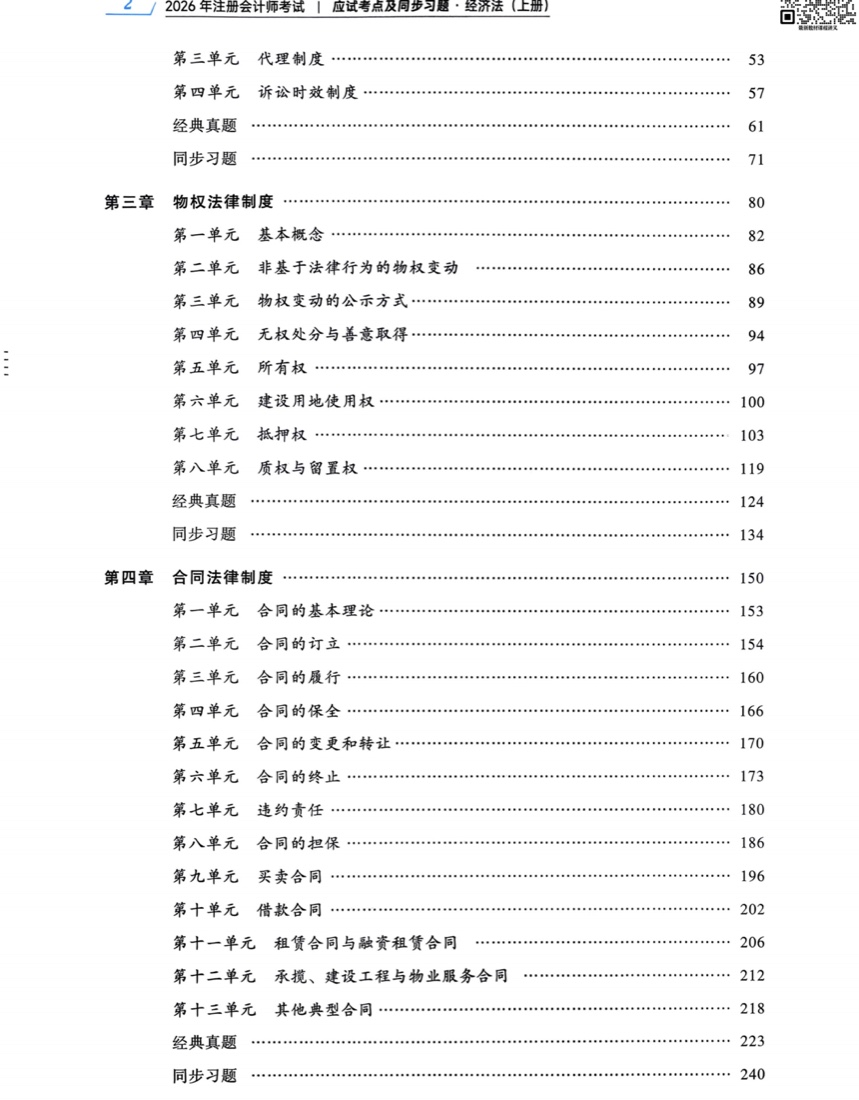 2 2026 年注册会计师考试 | 应试考点及同步习题·经济法（上册）
第三单元 代理制度 …… 53
第四单元 诉讼时效制度 …… 57
经典真题 …… 61
同步习题 …… 71
第三章 物权法律制度 …… 80
第一单元 基本概念 …… 82
第二单元 非基于法律行为的物权变动 …… 86
第三单元 物权变动的公示方式 …… 89
第四单元 无权处分与善意取得 …… 94
第五单元 所有权 …… 97
第六单元 建设用地使用权 …… 100
第七单元 抵押权 …… 103
第八单元 质权与留置权 …… 119
经典真题 …… 124
同步习题 …… 134
第四章 合同法律制度 …… 150
第一单元 合同的基本理论 …… 153
第二单元 合同的订立 …… 154
第三单元 合同的履行 …… 160
第四单元 合同的保全 …… 166
第五单元 合同的变更和转让 …… 170
第六单元 合同的终止 …… 173
第七单元 违约责任 …… 180
第八单元 合同的担保 …… 186
第九单元 买卖合同 …… 196
第十单元 借款合同 …… 202
第十一单元 租赁合同与融资租赁合同 …… 206
第十二单元 承揽、建设工程与物业服务合同 …… 212
第十三单元 其他典型合同 …… 218
经典真题 …… 223
同步习题 …… 240